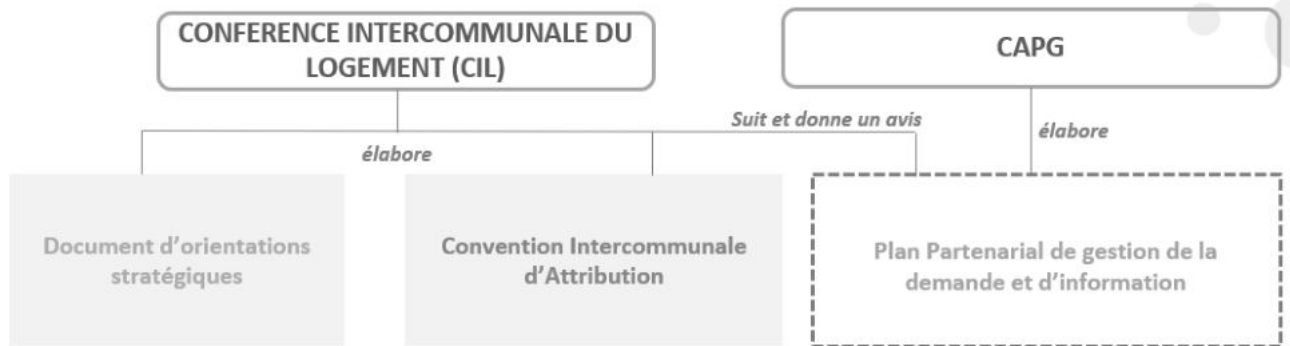 CONFERENCE INTERCOMMUNALE DU
LOGEMENT (CIL)
CAPG
Suit et donne un avis
élabore
élabore
Document d'orientations
stratégiques
Convention Intercommunale
d'Attribution
Plan Partenarial de gestion de la
demande et d'information